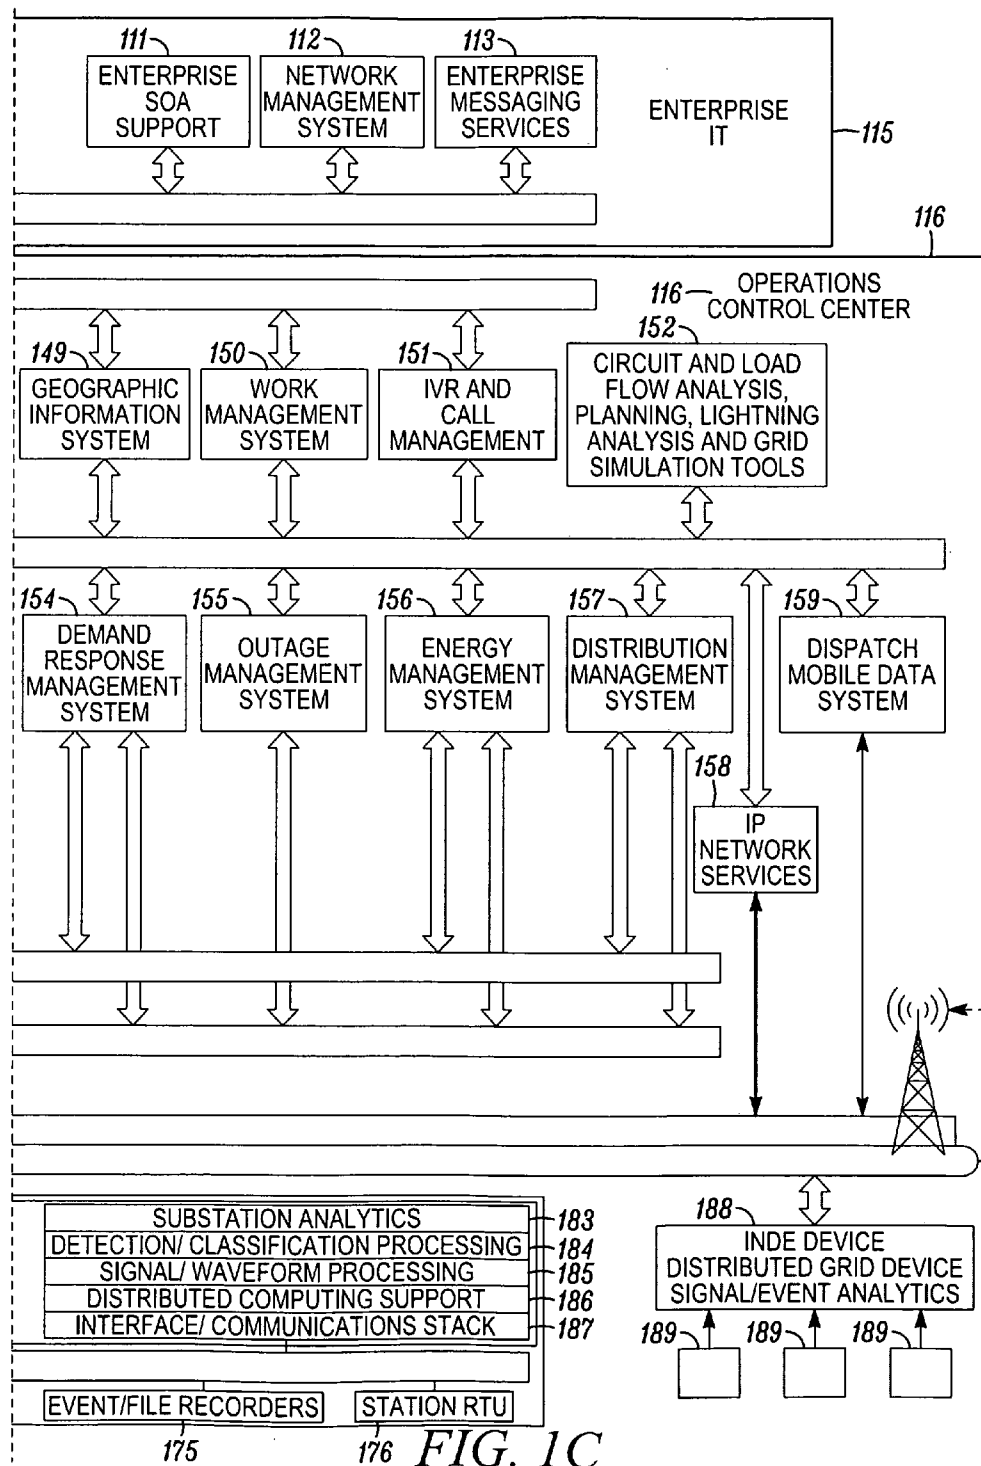 111
112
113
ENTERPRISE
SOA
SUPPORT
NETWORK
MANAGEMENT
SYSTEM
ENTERPRISE
MESSAGING
SERVICES
ENTERPRISE
IT
115
116
116
OPERATIONS
CONTROL CENTER
149
150
151
152
GEOGRAPHIC
INFORMATION
SYSTEM
WORK
MANAGEMENT
SYSTEM
IVR AND
CALL
MANAGEMENT
CIRCUIT AND LOAD
FLOW ANALYSIS,
PLANNING, LIGHTNING
ANALYSIS AND GRID
SIMULATION TOOLS
154
155
156
157
159
DEMAND
RESPONSE
MANAGEMENT
SYSTEM
OUTAGE
MANAGEMENT
SYSTEM
ENERGY
MANAGEMENT
SYSTEM
DISTRIBUTION
MANAGEMENT
SYSTEM
DISPATCH
MOBILE DATA
SYSTEM
158
IP
NETWORK
SERVICES
SUBSTATION ANALYTICS
183
DETECTION/ CLASSIFICATION PROCESSING
184
SIGNAL/ WAVEFORM PROCESSING
185
DISTRIBUTED COMPUTING SUPPORT
186
INTERFACE/ COMMUNICATIONS STACK
187
188
INDE DEVICE
DISTRIBUTED GRID DEVICE
SIGNAL/EVENT ANALYTICS
189
189
189
EVENT/FILE RECORDERS
STATION RTU
175
176
FIG. 1C